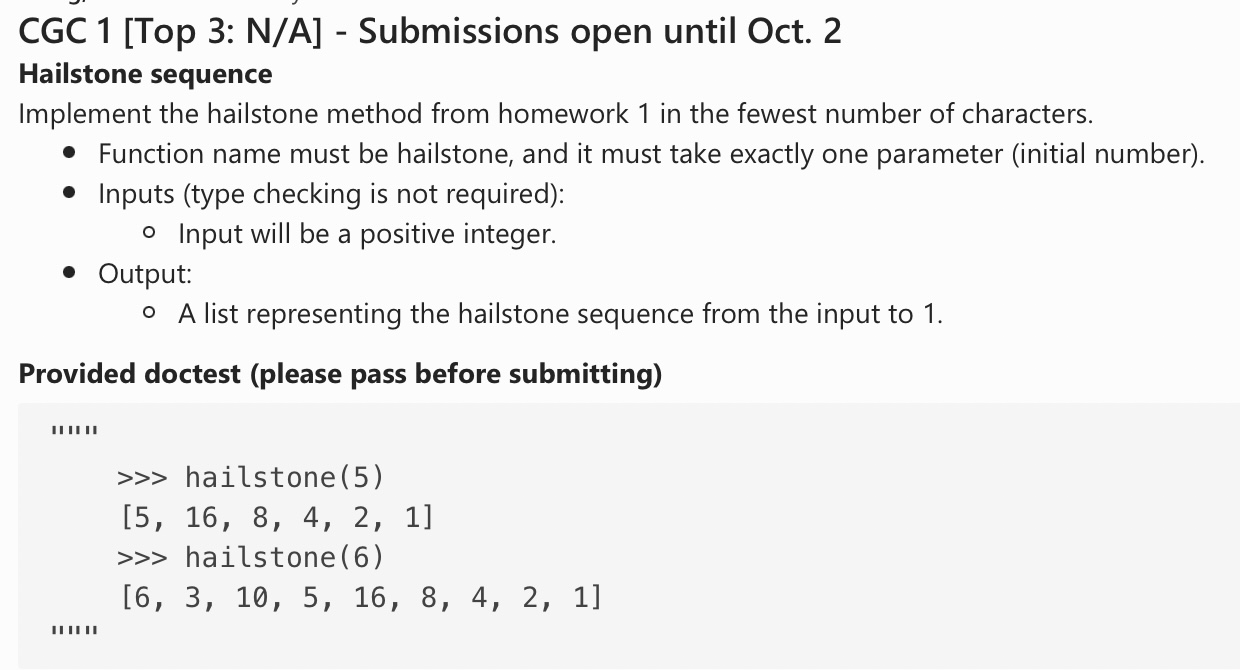 CGC 1 [Top 3: N/A] - Submissions open until Oct. 2
Hailstone sequence
Implement the hailstone method from homework 1 in the fewest number of characters.
• Function name must be hailstone, and it must take exactly one parameter (initial number).
• Inputs (type checking is not required):
○ Input will be a positive integer.
• Output:
○ A list representing the hailstone sequence from the input to 1.
Provided doctest (please pass before submitting)
"""
>>> hailstone(5)
[5, 16, 8, 4, 2, 1]
>>> hailstone(6)
[6, 3, 10, 5, 16, 8, 4, 2, 1]
"""